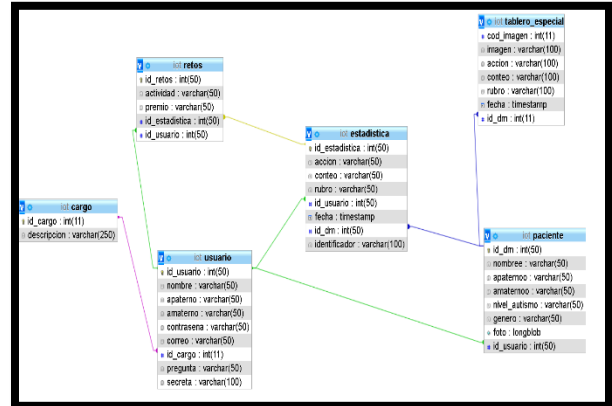 iot retos
id_retos : int(50)
actividad : varchar(50)
premio : varchar(50)
id_estadistica : int(50)
id_usuario : int(50)
iot tablero_especial
cod_imagen : int(11)
imagen : varchar(100)
accion : varchar(100)
conteo : varchar(100)
rubro : varchar(100)
fecha : timestamp
id_dm : int(11)
iot estadistica
id_estadistica : int(50)
accion : varchar(50)
conteo : varchar(50)
rubro : varchar(50)
id_usuario : int(50)
fecha : timestamp
id_dm : int(50)
identificador : varchar(100)
iot cargo
id_cargo : int(11)
descripcion : varchar(250)
iot usuario
id_usuario : int(50)
nombre : varchar(50)
apaterno : varchar(50)
amaterno : varchar(50)
contrasena : varchar(50)
correo : varchar(50)
id_cargo : int(11)
pregunta : varchar(50)
secreta : varchar(100)
iot paciente
id_dm : int(50)
nombree : varchar(50)
apaternoo : varchar(50)
amaternoo : varchar(50)
nivel_autismo : varchar(50)
genero : varchar(50)
foto : longblob
id_usuario : int(50)